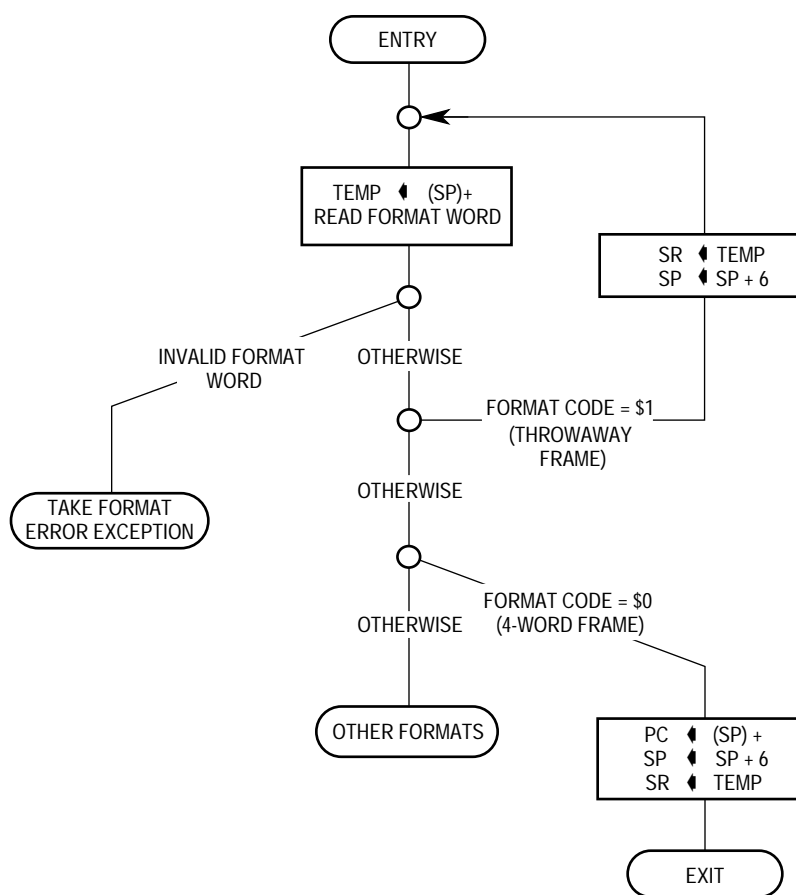 ENTRY
TEMP (SP)+
READ FORMAT WORD
SR TEMP
SP SP + 6
INVALID FORMAT
WORD
OTHERWISE
FORMAT CODE = $1
(THROWAWAY
FRAME)
TAKE FORMAT
ERROR EXCEPTION
OTHERWISE
FORMAT CODE = $0
(4-WORD FRAME)
OTHERWISE
OTHER FORMATS
PC (SP) +
SP SP + 6
SR TEMP
EXIT